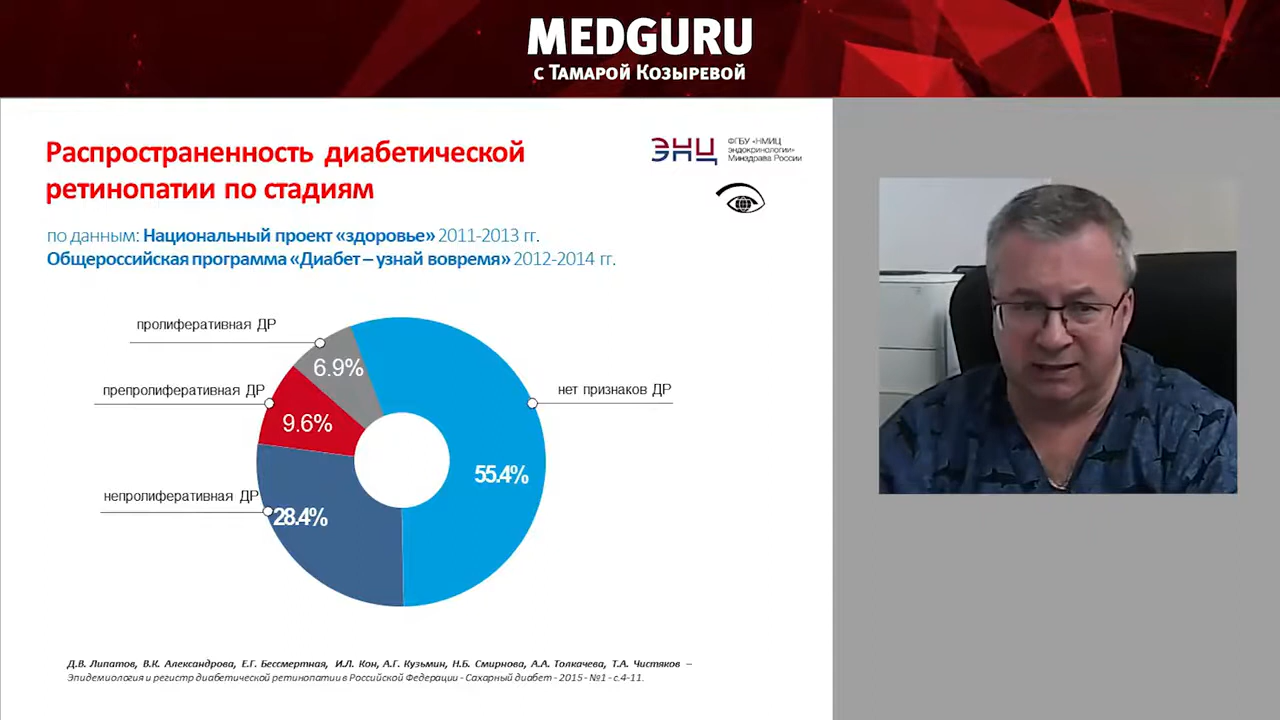 MEDGURU
с Тамарой Козыревой
Распространенность диабетической
ретинопатии по стадиям
ЭНЦ
ФГБУ «НМИЦ
эндокринологии»
Минздрава России
по данным: Национальный проект «здоровье» 2011-2013 гг.
Общероссийская программа «Диабет – узнай вовремя» 2012-2014 гг.
пролиферативная ДР
6.9%
препролиферативная ДР
9.6%
нет признаков ДР
55.4%
непролиферативная ДР
28.4%
Д.В. Липатов, В.К. Александрова, Е.Г. Бессмертная, И.Л. Кон, А.Г. Кузьмин, Н.Б. Смирнова, А.А. Толкачева, Т.А. Чистяков –
Эпидемиология и регистр диабетической ретинопатии в Российской Федерации - Сахарный диабет - 2015 - №1 - с.4-11.